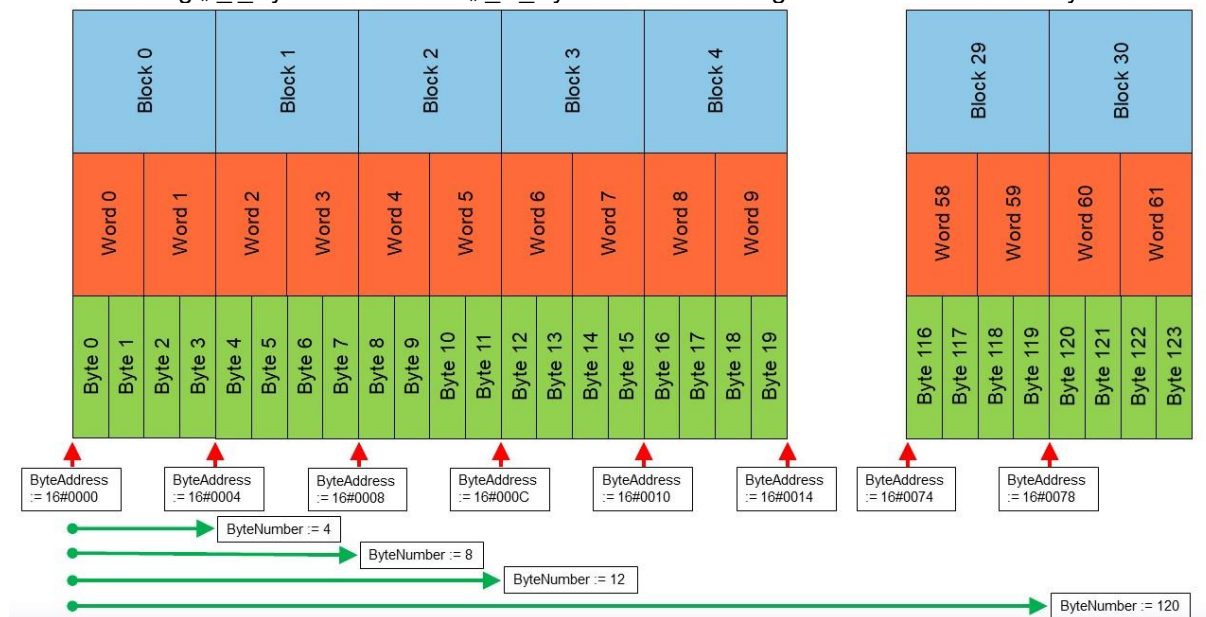 Block 0
Block 1
Block 2
Block 3
Block 4
Block 29
Block 30
Word 0
Word 1
Word 2
Word 3
Word 4
Word 5
Word 6
Word 7
Word 8
Word 9
Word 58
Word 59
Word 60
Word 61
Byte 0
Byte 1
Byte 2
Byte 3
Byte 4
Byte 5
Byte 6
Byte 7
Byte 8
Byte 9
Byte 10
Byte 11
Byte 12
Byte 13
Byte 14
Byte 15
Byte 16
Byte 17
Byte 18
Byte 19
Byte 116
Byte 117
Byte 118
Byte 119
Byte 120
Byte 121
Byte 122
Byte 123
ByteAddress
:= 16#0000
ByteAddress
:= 16#0004
ByteAddress
:= 16#0008
ByteAddress
:= 16#000C
ByteAddress
:= 16#0010
ByteAddress
:= 16#0014
ByteAddress
:= 16#0074
ByteAddress
:= 16#0078
ByteNumber := 4
ByteNumber := 8
ByteNumber := 12
ByteNumber := 120